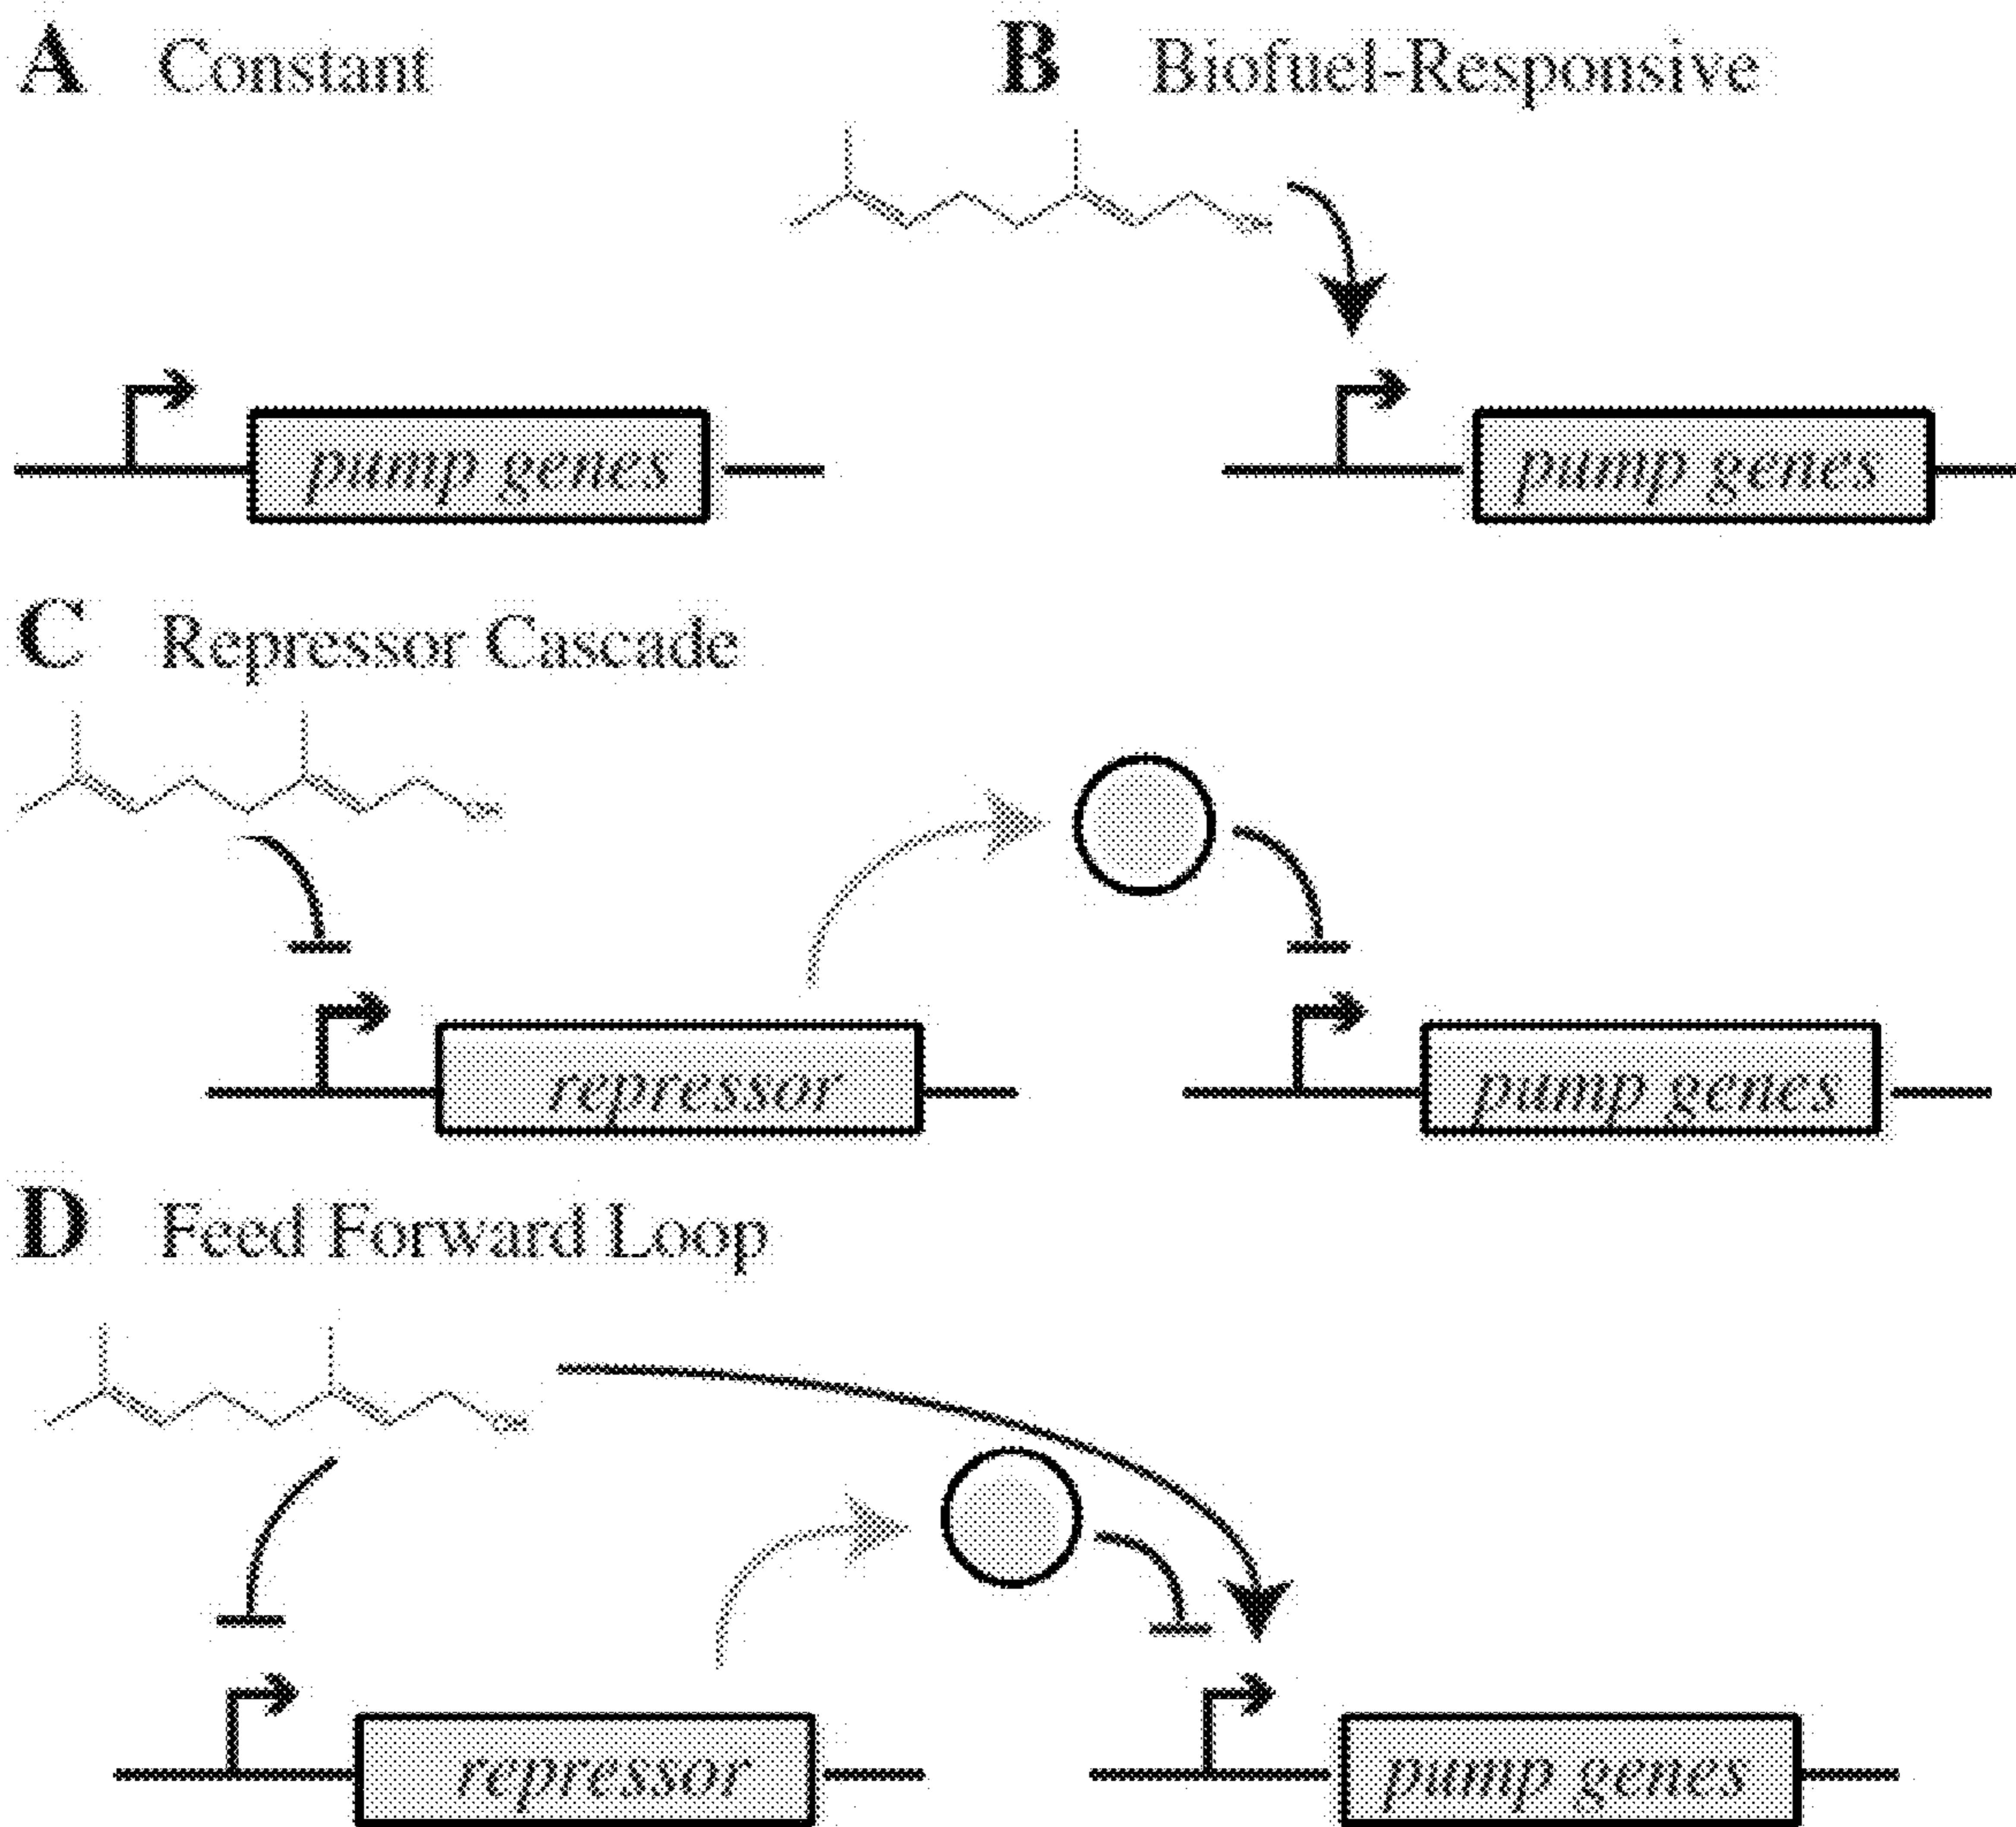 A Constant
B Biofuel-Responsive
pump genes
pump genes
C Repressor Cascade
repressor
pump genes
D Feed Forward Loop
repressor
pump genes